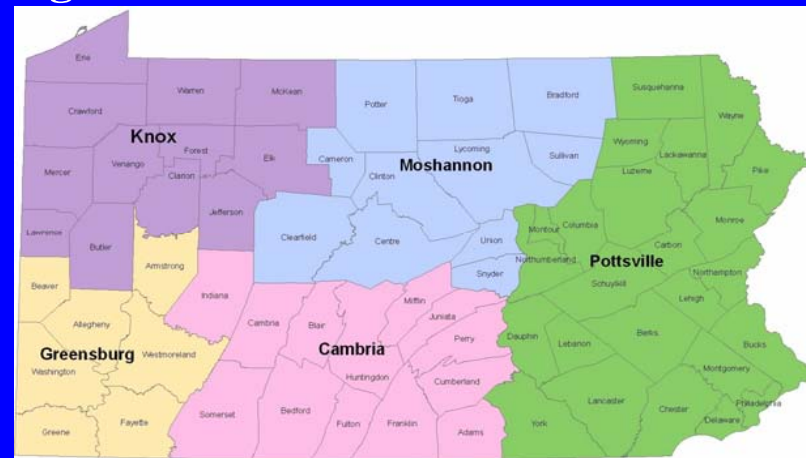 Erie
Warren
McKean
Crawford
Knox
Forest
Elk
Mercer
Venango
Clarion
Jefferson
Lawrence
Butler
Potter
Tioga
Bradford
Cameron
Lycoming
Sullivan
Moshannon
Clinton
Clearfield
Centre
Union
Snyder
Susquehanna
Wayne
Wyoming
Lackawanna
Luzerne
Pike
Columbia
Montour
Monroe
Carbon
Northumberland
Pottsville
Northampton
Schuylkill
Lehigh
Dauphin
Lebanon
Berks
Bucks
Montgomery
Lancaster
Philadelphia
Chester
Delaware
York
Armstrong
Beaver
Allegheny
Greensburg
Westmoreland
Washington
Greene
Fayette
Indiana
Cambria
Blair
Mifflin
Juniata
Perry
Cambria
Huntingdon
Cumberland
Somerset
Bedford
Fulton
Franklin
Adams